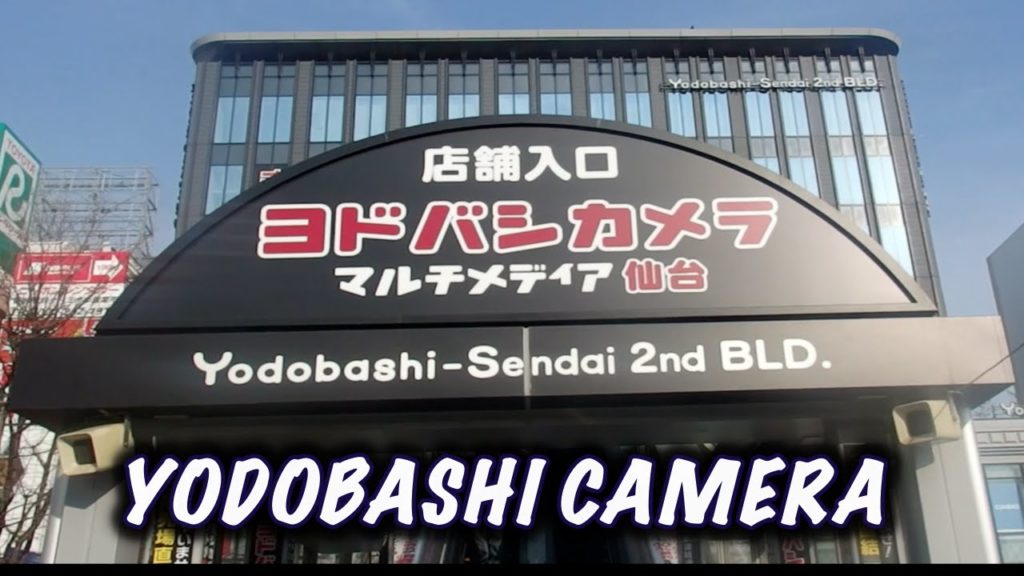 Yodobashi-Sendai 2nd BLD.
TOYOTA
店舗入口
ヨドバシカメラ
マルチメディア 仙台
Yodobashi-Sendai 2nd BLD.
YODOBASHI CAMERA